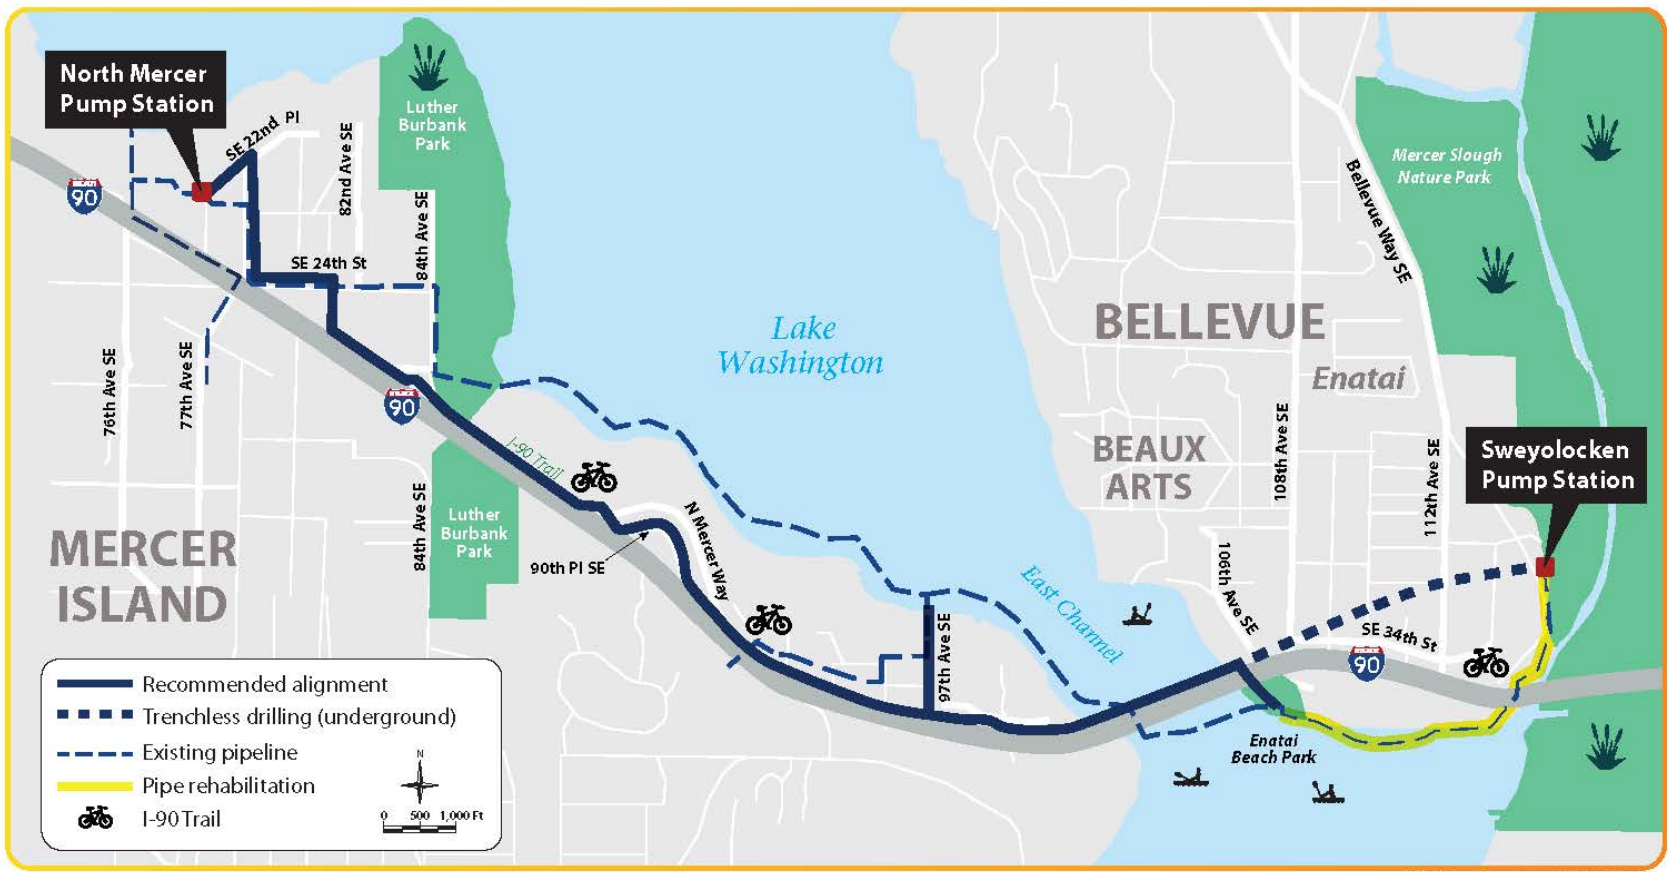 North Mercer
Pump Station
SE 22nd Pl
82nd Ave SE
Luther
Burbank
Park
84th Ave SE
SE 24th St
INTERSTATE
90
76th Ave SE
77th Ave SE
INTERSTATE
90
I-90 Trail
84th Ave SE
Luther
Burbank
Park
90th Pl SE
N Mercer Way
MERCER
ISLAND
Lake
Washington
East Channel
97th Ave SE
BELLEVUE
Enatai
BEAUX
ARTS
Mercer Slough
Nature Park
Bellevue Way SE
108th Ave SE
112th Ave SE
106th Ave SE
Sweyolocken
Pump Station
SE 34th St
INTERSTATE
90
Enatai
Beach Park
Recommended alignment
Trenchless drilling (underground)
Existing pipeline
Pipe rehabilitation
I-90 Trail
N
0 500 1,000 Ft